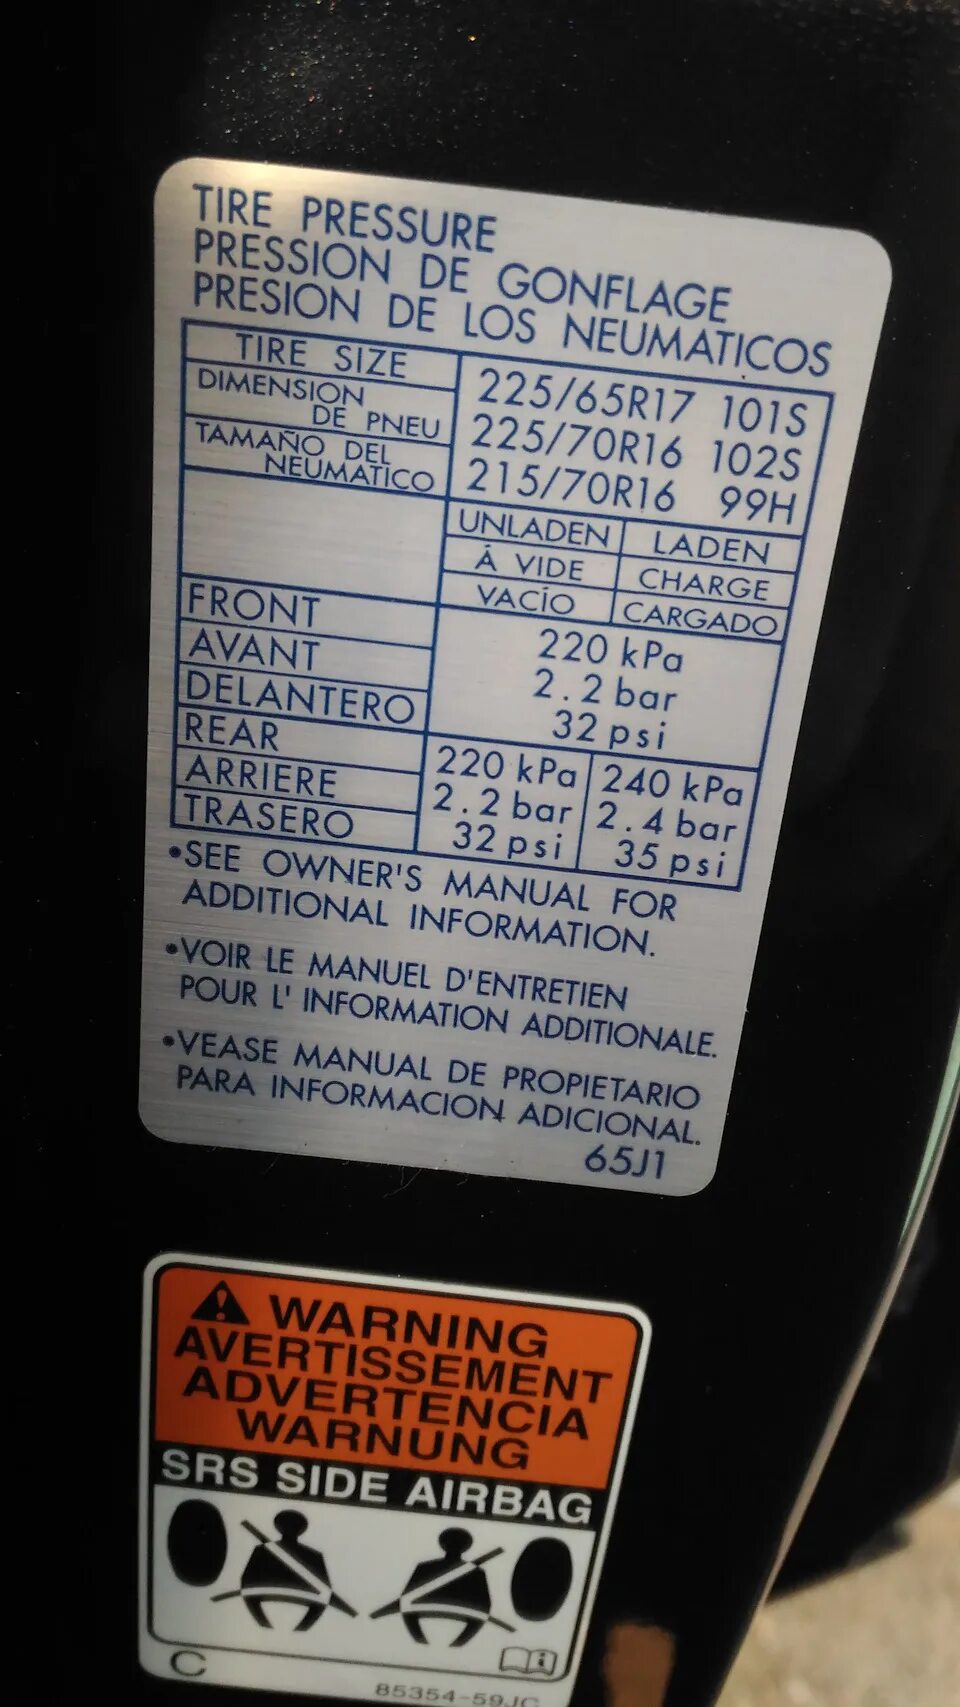 TIRE PRESSURE
PRESSION DE GONFLAGE
PRESION DE LOS NEUMATICOS
TIRE SIZE
DIMENSION
DE PNEU
TAMAÑO DEL
NEUMATICO
225/65R17 101S
225/70R16 102S
215/70R16 99H
UNLADEN LADEN
Á VIDE CHARGE
VACÍO CARGADO
FRONT
AVANT
DELANTERO
220 kPa
2.2 bar
32 psi
REAR
ARRIERE
TRASERO
220 kPa 240 kPa
2.2 bar 2.4 bar
32 psi 35 psi
•SEE OWNER'S MANUAL FOR
ADDITIONAL INFORMATION.
•VOIR LE MANUEL D'ENTRETIEN
POUR L' INFORMATION ADDITIONALE.
•VEASE MANUAL DE PROPIETARIO
PARA INFORMACION ADICIONAL.
65J1
WARNING
AVERTISSEMENT
ADVERTENCIA
WARNUNG
SRS SIDE AIRBAG
C
85354-59JC